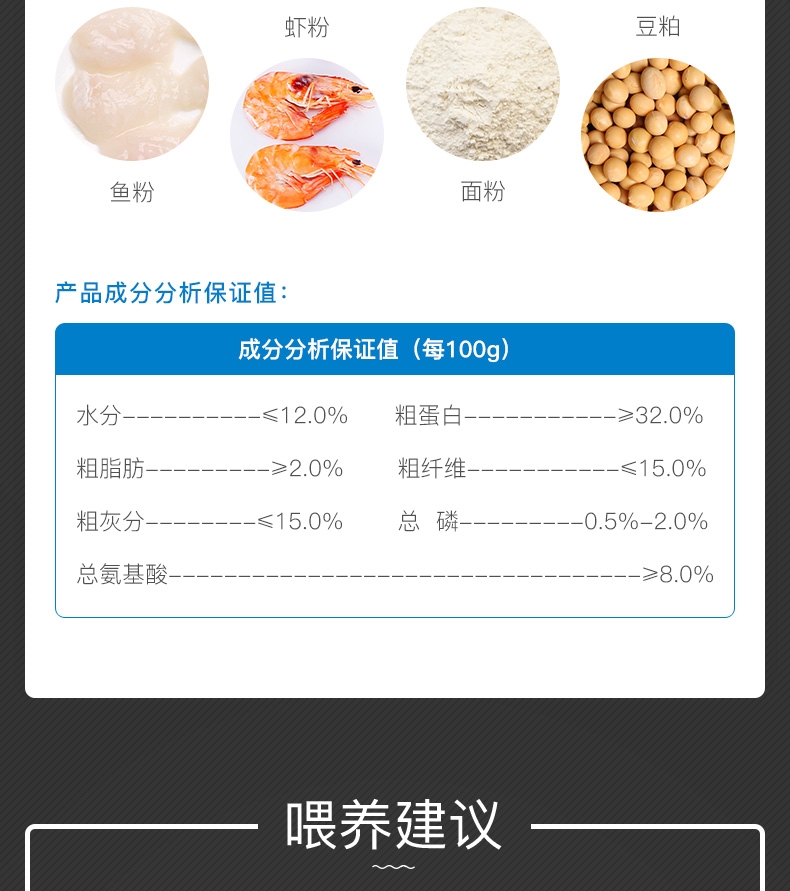 虾粉
豆粕
鱼粉
面粉
产品成分分析保证值：
成分分析保证值（每100g）
水分----------≤12.0%
粗蛋白-----------≥32.0%
粗脂肪---------≥2.0%
粗纤维-----------≤15.0%
粗灰分--------≤15.0%
总 磷---------0.5%-2.0%
总氨基酸----------------------------------≥8.0%
喂养建议